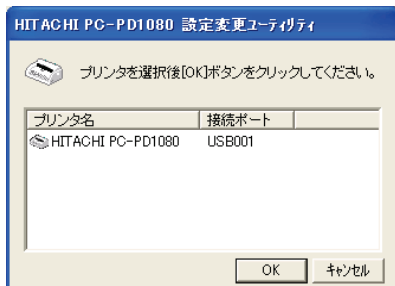 HITACHI PC-PD1080 設定変更ユーティリティ
プリンタを選択後[OK]ボタンをクリックしてください。
プリンタ名 接続ポート
HITACHI PC-PD1080 USB001
OK キャンセル